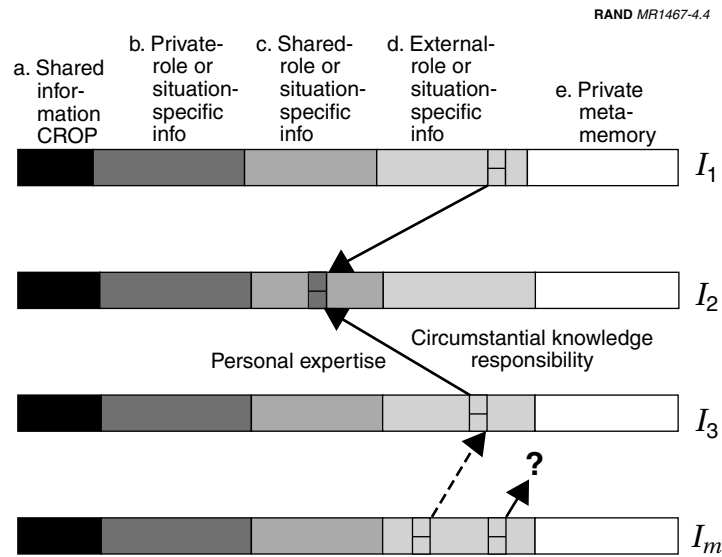 RAND MR1467-4.4
a. Shared
infor-
mation
CROP
b. Private-
role or
situation-
specific
info
c. Shared-
role or
situation-
specific
info
d. External-
role or
situation-
specific
info
e. Private
meta-
memory
I1
I2
Personal expertise
Circumstantial knowledge
responsibility
I3
?
Im